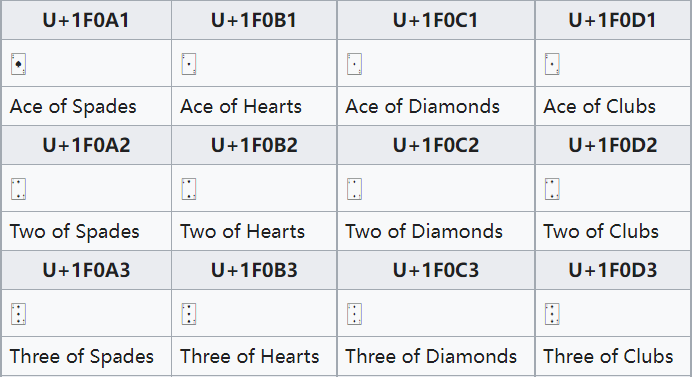 U+1F0A1 U+1F0B1 U+1F0C1 U+1F0D1
🂡 🂱 🃁 🃑
Ace of Spades Ace of Hearts Ace of Diamonds Ace of Clubs
U+1F0A2 U+1F0B2 U+1F0C2 U+1F0D2
🂢 🂲 🃂 🃒
Two of Spades Two of Hearts Two of Diamonds Two of Clubs
U+1F0A3 U+1F0B3 U+1F0C3 U+1F0D3
🂣 🂳 🃃 🃓
Three of Spades Three of Hearts Three of Diamonds Three of Clubs